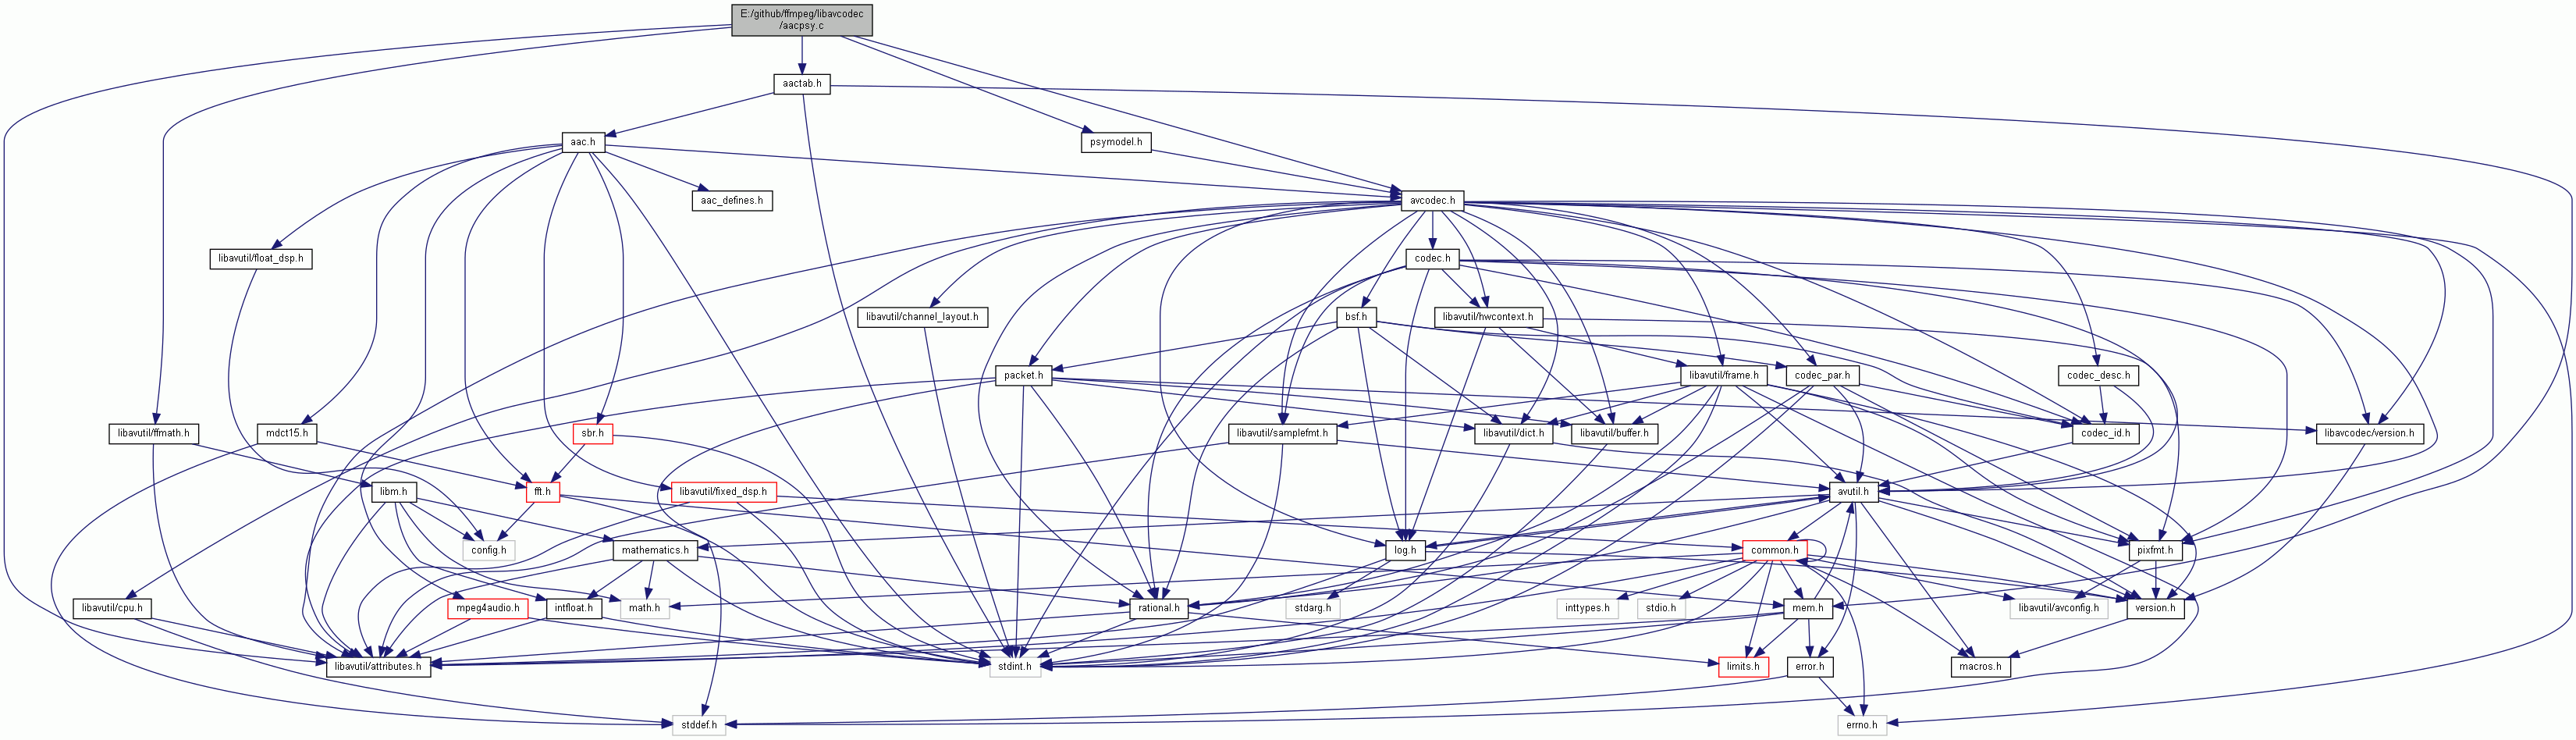 E:/github/ffmpeg/libavcodec
/aacpsy.c
aactab.h
aac.h
psymodel.h
aac_defines.h
avcodec.h
libavutil/float_dsp.h
codec.h
libavutil/channel_layout.h
bsf.h
libavutil/hwcontext.h
packet.h
libavutil/frame.h
codec_par.h
codec_desc.h
libavutil/ffmath.h
mdct15.h
sbr.h
libavutil/samplefmt.h
libavutil/dict.h
libavutil/buffer.h
codec_id.h
libavcodec/version.h
libm.h
fft.h
libavutil/fixed_dsp.h
avutil.h
config.h
mathematics.h
log.h
common.h
pixfmt.h
libavutil/cpu.h
mpeg4audio.h
intfloat.h
math.h
rational.h
stdarg.h
inttypes.h
stdio.h
mem.h
libavutil/avconfig.h
version.h
libavutil/attributes.h
stdint.h
limits.h
error.h
macros.h
stddef.h
errno.h